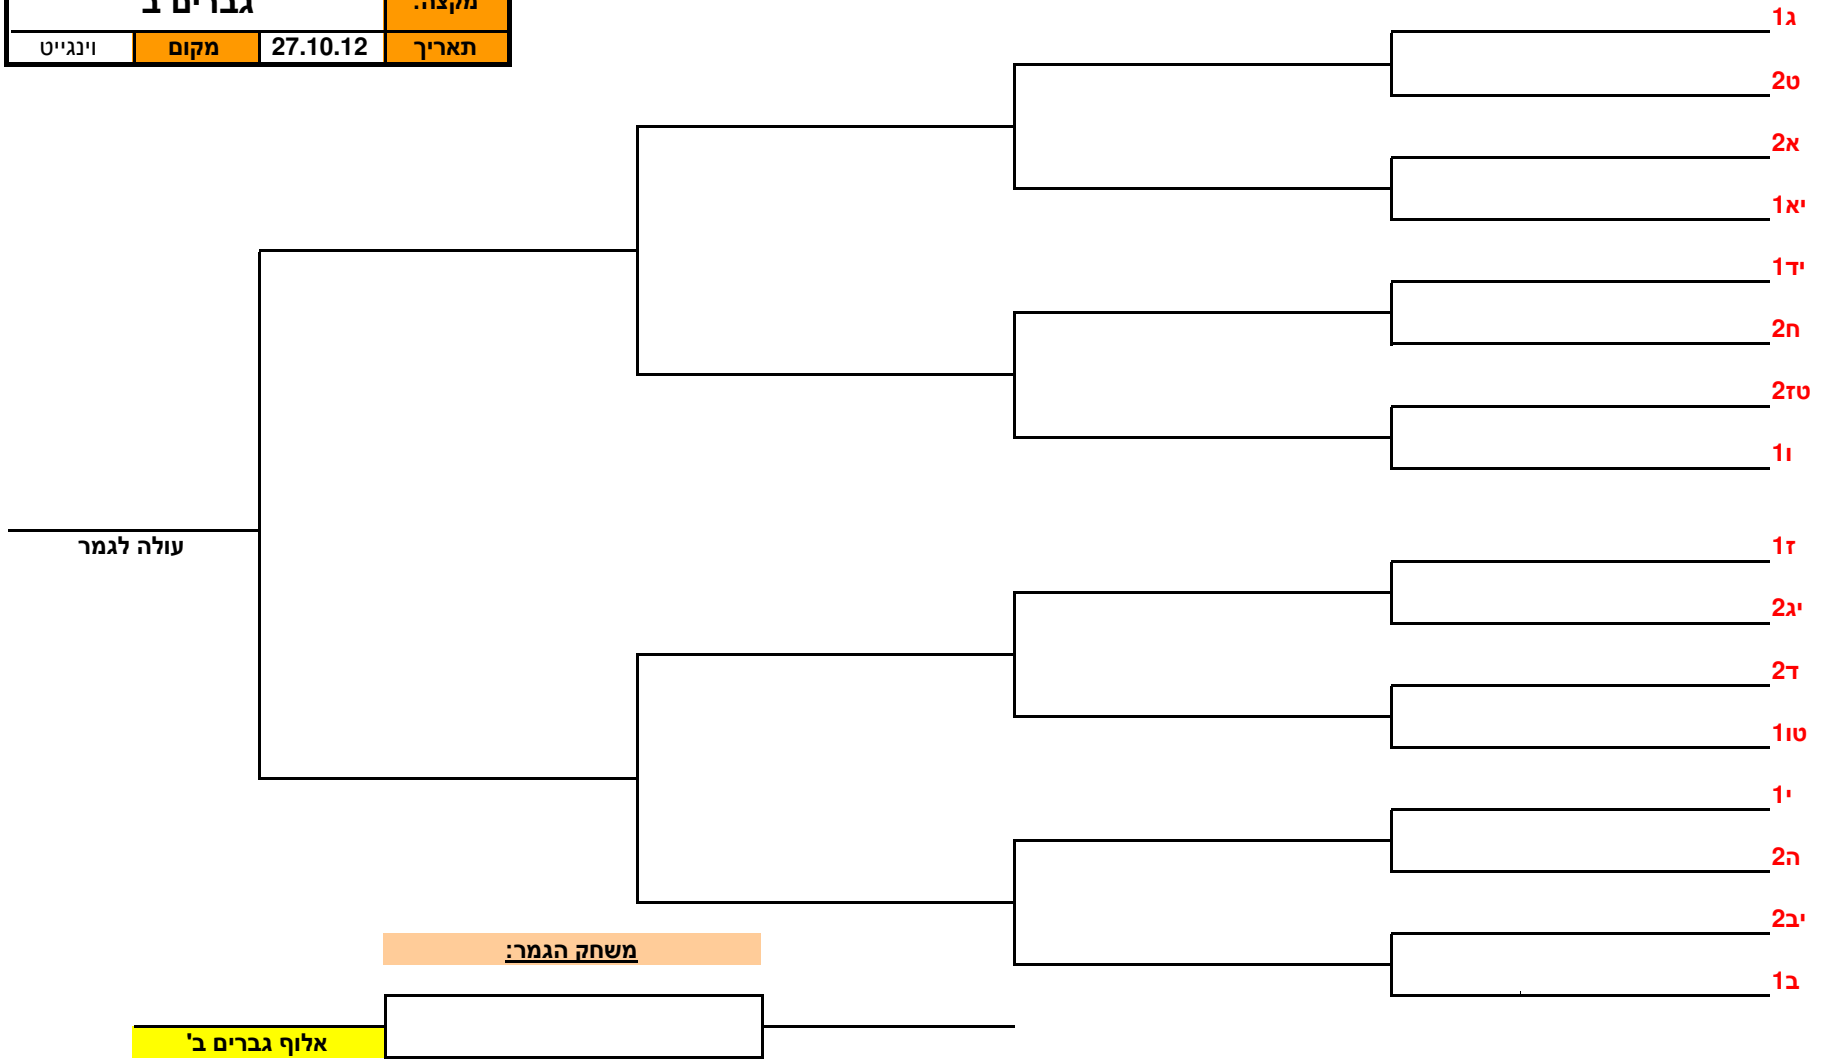 מקצה: גברים ב
תאריך 27.10.12 מקום וינגייט
ג1
ט2
א2
יא1
יד1
ח2
טז2
ו1
עולה לגמר
ז1
יג2
ד2
טו1
י1
ה2
יב2
ב1
משחק הגמר:
אלוף גברים ב'